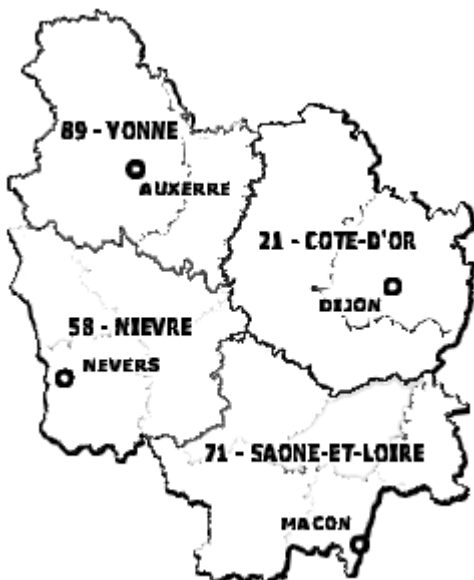 89 - YONNE
AUXERRE
21 - COTE-D'OR
DIJON
58 - NIEVRE
NEVERS
71 - SAONE-ET-LOIRE
MACON